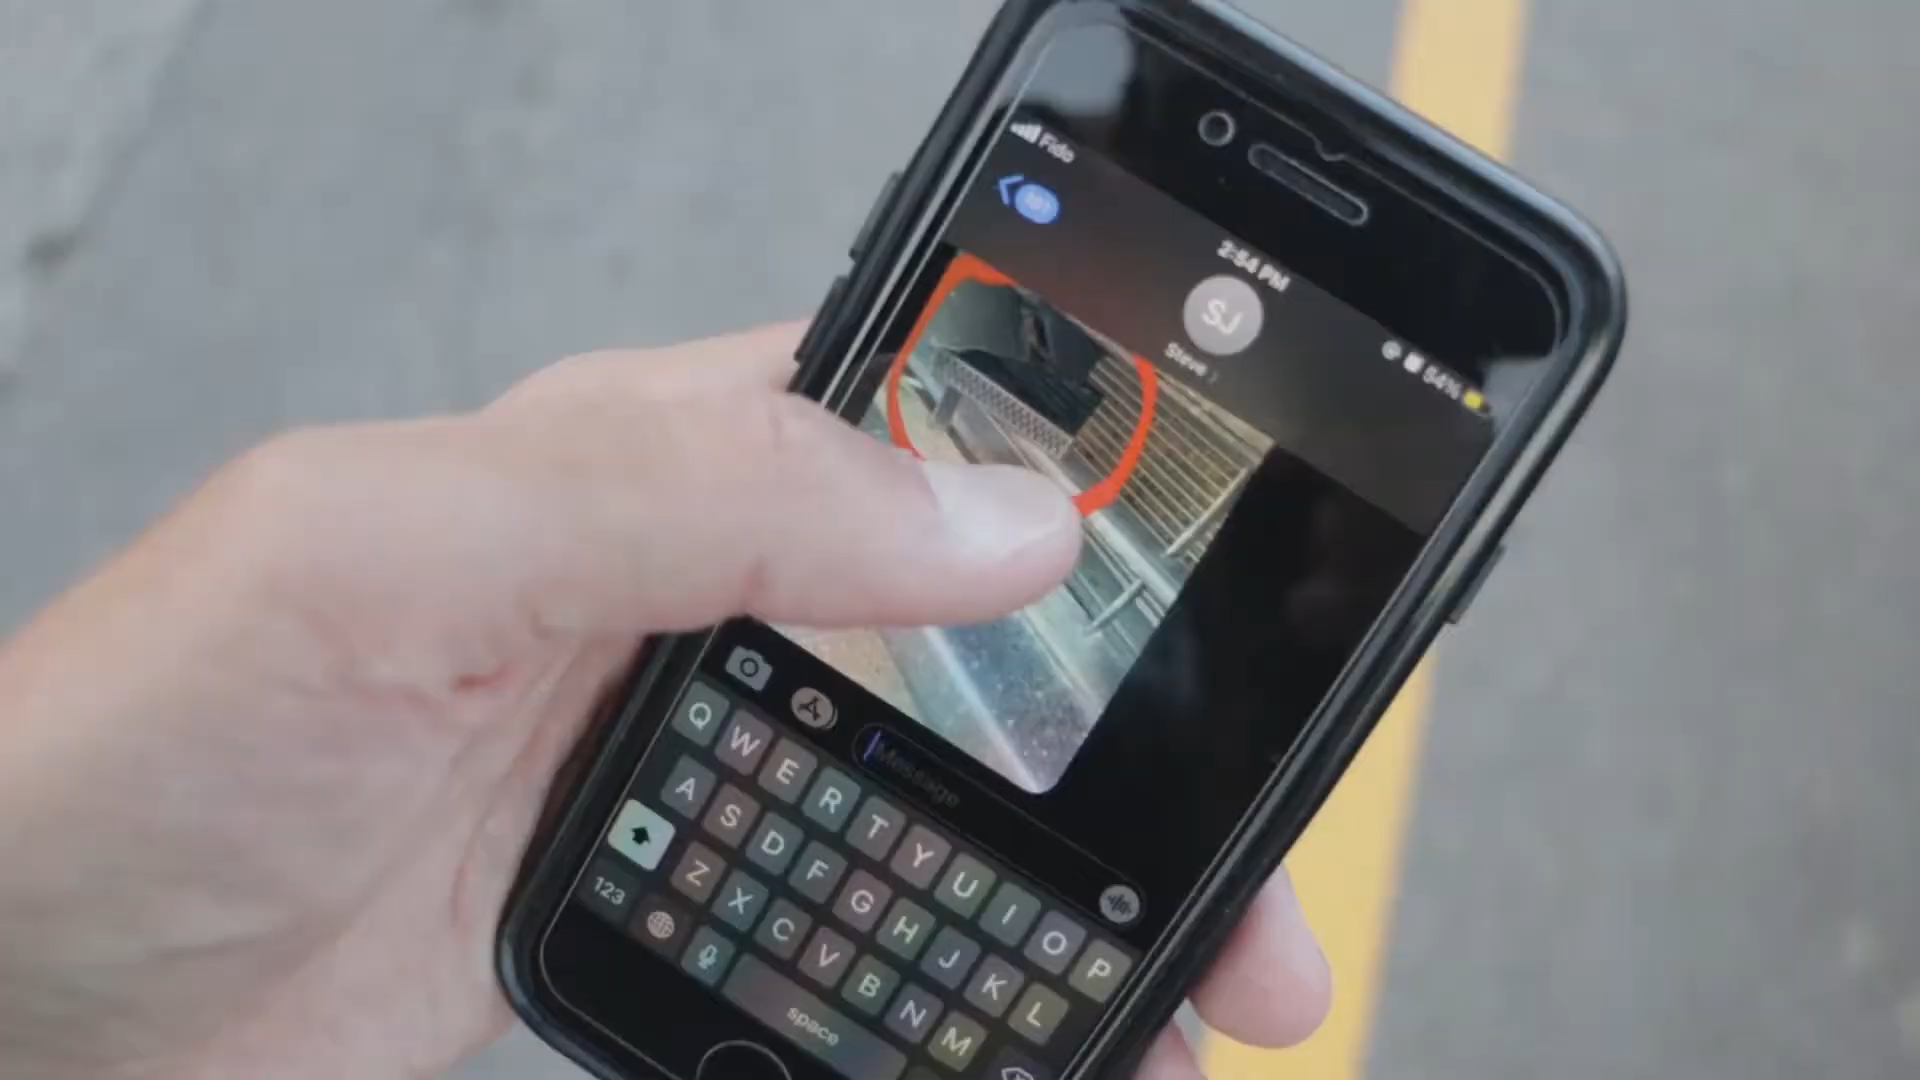 Fido
2:54 PM
54%
SJ
Steve
Message
Q W E R T Y U I O P
A S D F G H J K L
Z X C V B N M
123
space